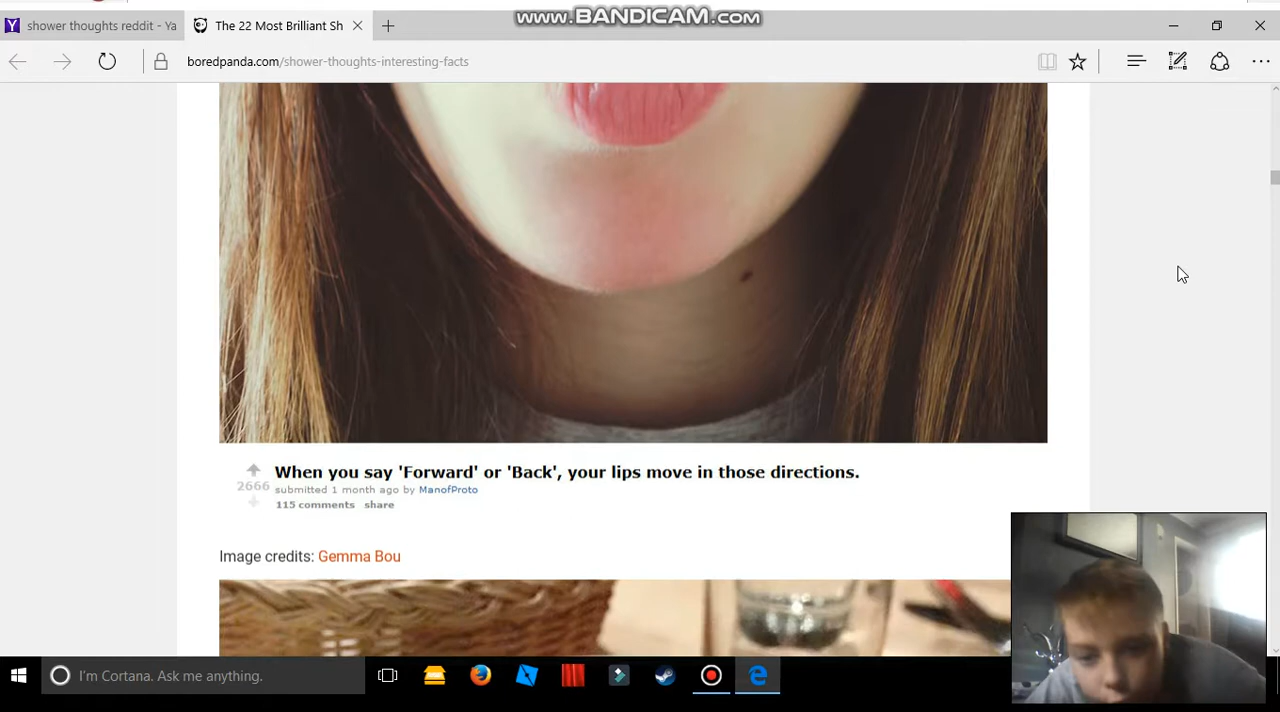 www.BANDICAM.com
shower thoughts reddit - Ya
The 22 Most Brilliant Sh
boredpanda.com/shower-thoughts-interesting-facts
When you say 'Forward' or 'Back', your lips move in those directions.
2666
submitted 1 month ago by ManofProto
115 comments share
Image credits: Gemma Bou
I'm Cortana. Ask me anything.